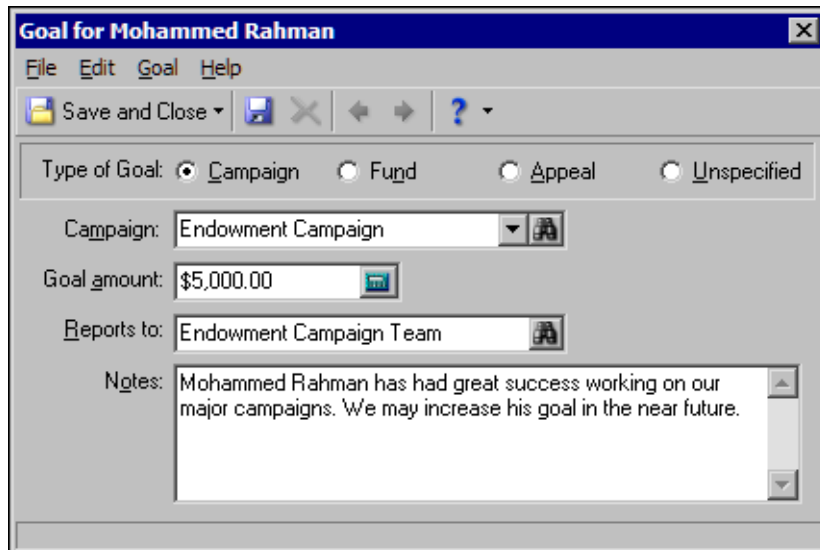 Goal for Mohammed Rahman
File Edit Goal Help
Save and Close ?
Type of Goal: Campaign Fund Appeal Unspecified
Campaign: Endowment Campaign
Goal amount: $5,000.00
Reports to: Endowment Campaign Team
Notes: Mohammed Rahman has had great success working on our
major campaigns. We may increase his goal in the near future.